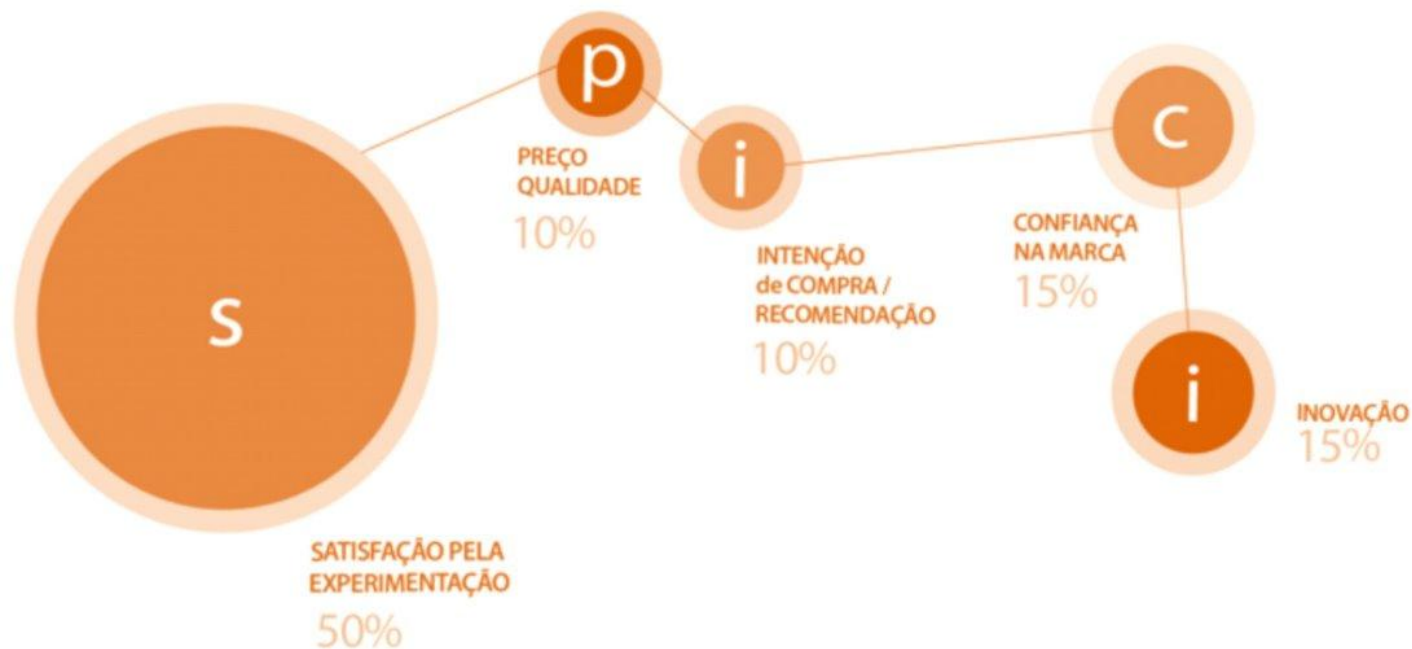 s
SATISFAÇÃO PELA
EXPERIMENTAÇÃO
50%
p
PREÇO
QUALIDADE
10%
i
INTENÇÃO
de COMPRA /
RECOMENDAÇÃO
10%
c
CONFIANÇA
NA MARCA
15%
i
INOVAÇÃO
15%